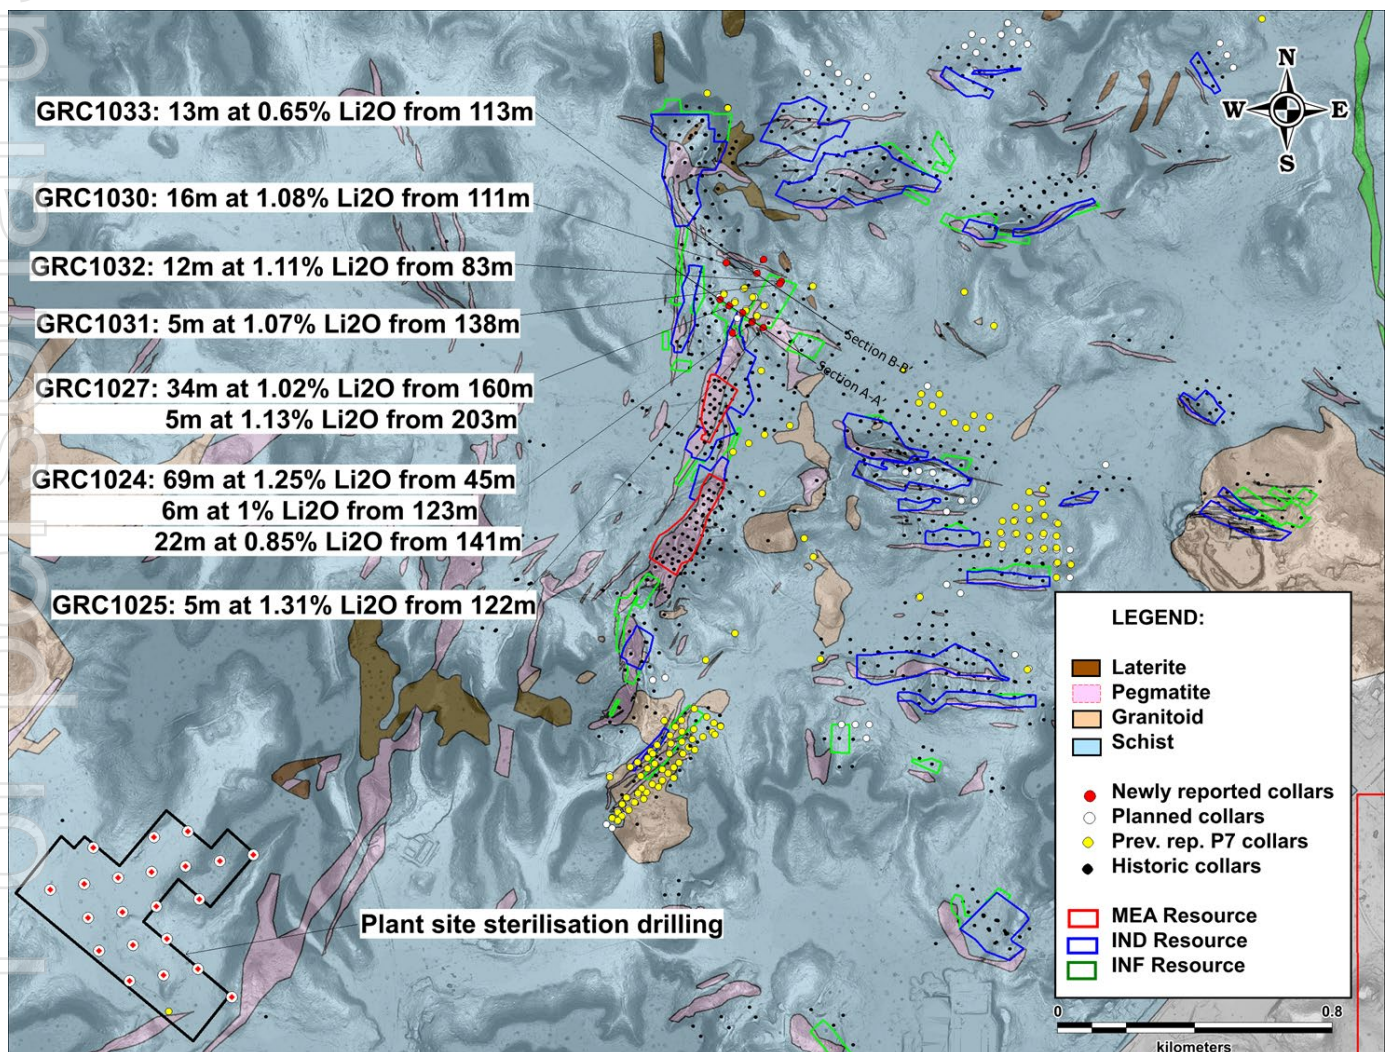 GRC1033: 13m at 0.65% Li2O from 113m
GRC1030: 16m at 1.08% Li2O from 111m
GRC1032: 12m at 1.11% Li2O from 83m
GRC1031: 5m at 1.07% Li2O from 138m
GRC1027: 34m at 1.02% Li2O from 160m
5m at 1.13% Li2O from 203m
GRC1024: 69m at 1.25% Li2O from 45m
6m at 1% Li2O from 123m
22m at 0.85% Li2O from 141m
GRC1025: 5m at 1.31% Li2O from 122m
N
W
E
S
Section B-B'
Section A-A'
Plant site sterilisation drilling
LEGEND:
Laterite
Pegmatite
Granitoid
Schist
Newly reported collars
Planned collars
Prev. rep. P7 collars
Historic collars
MEA Resource
IND Resource
INF Resource
0
0.8
kilometers